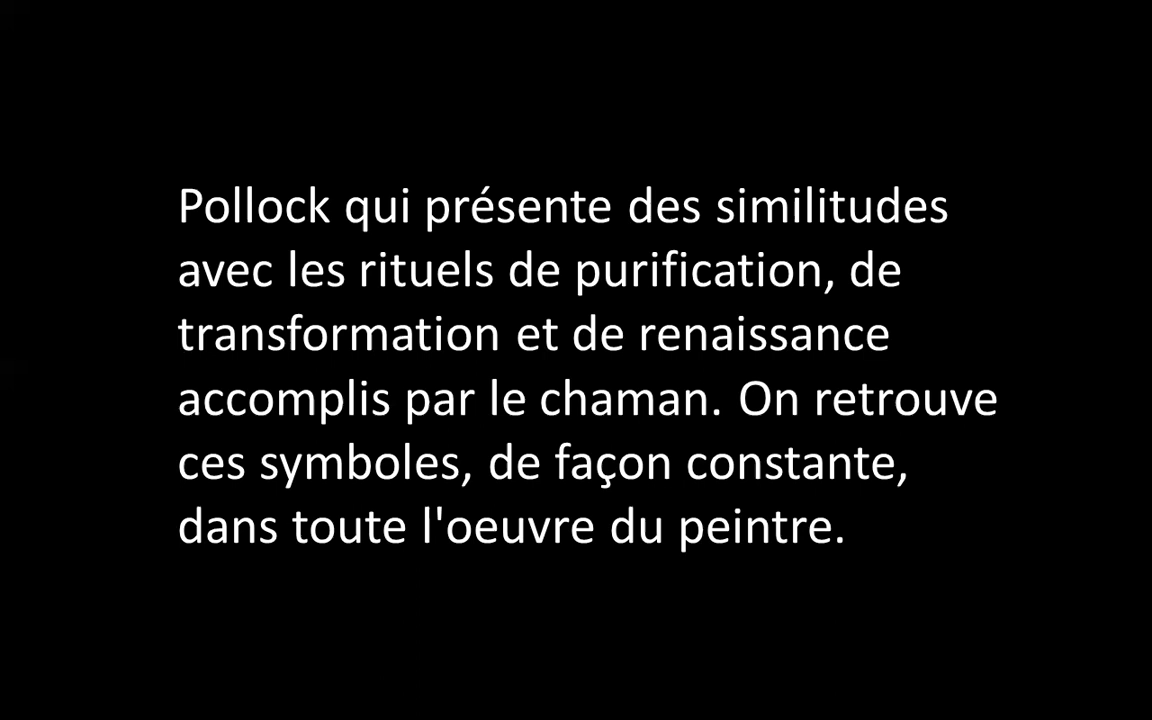 Pollock qui présente des similitudes
avec les rituels de purification, de
transformation et de renaissance
accomplis par le chaman. On retrouve
ces symboles, de façon constante,
dans toute l'oeuvre du peintre.